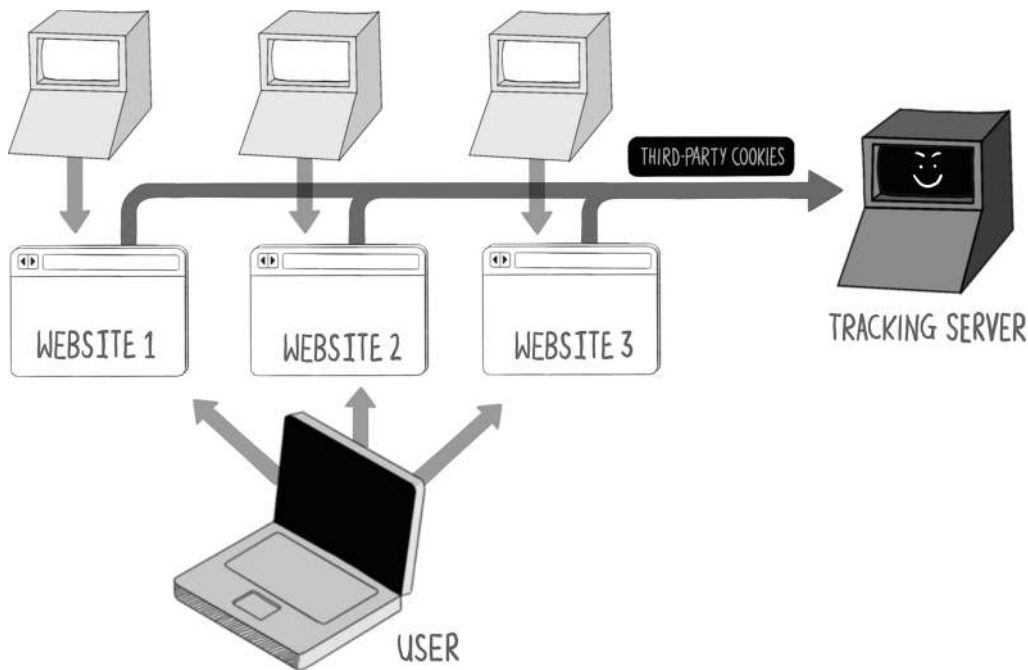 THIRD-PARTY COOKIES
WEBSITE 1
WEBSITE 2
WEBSITE 3
TRACKING SERVER
USER